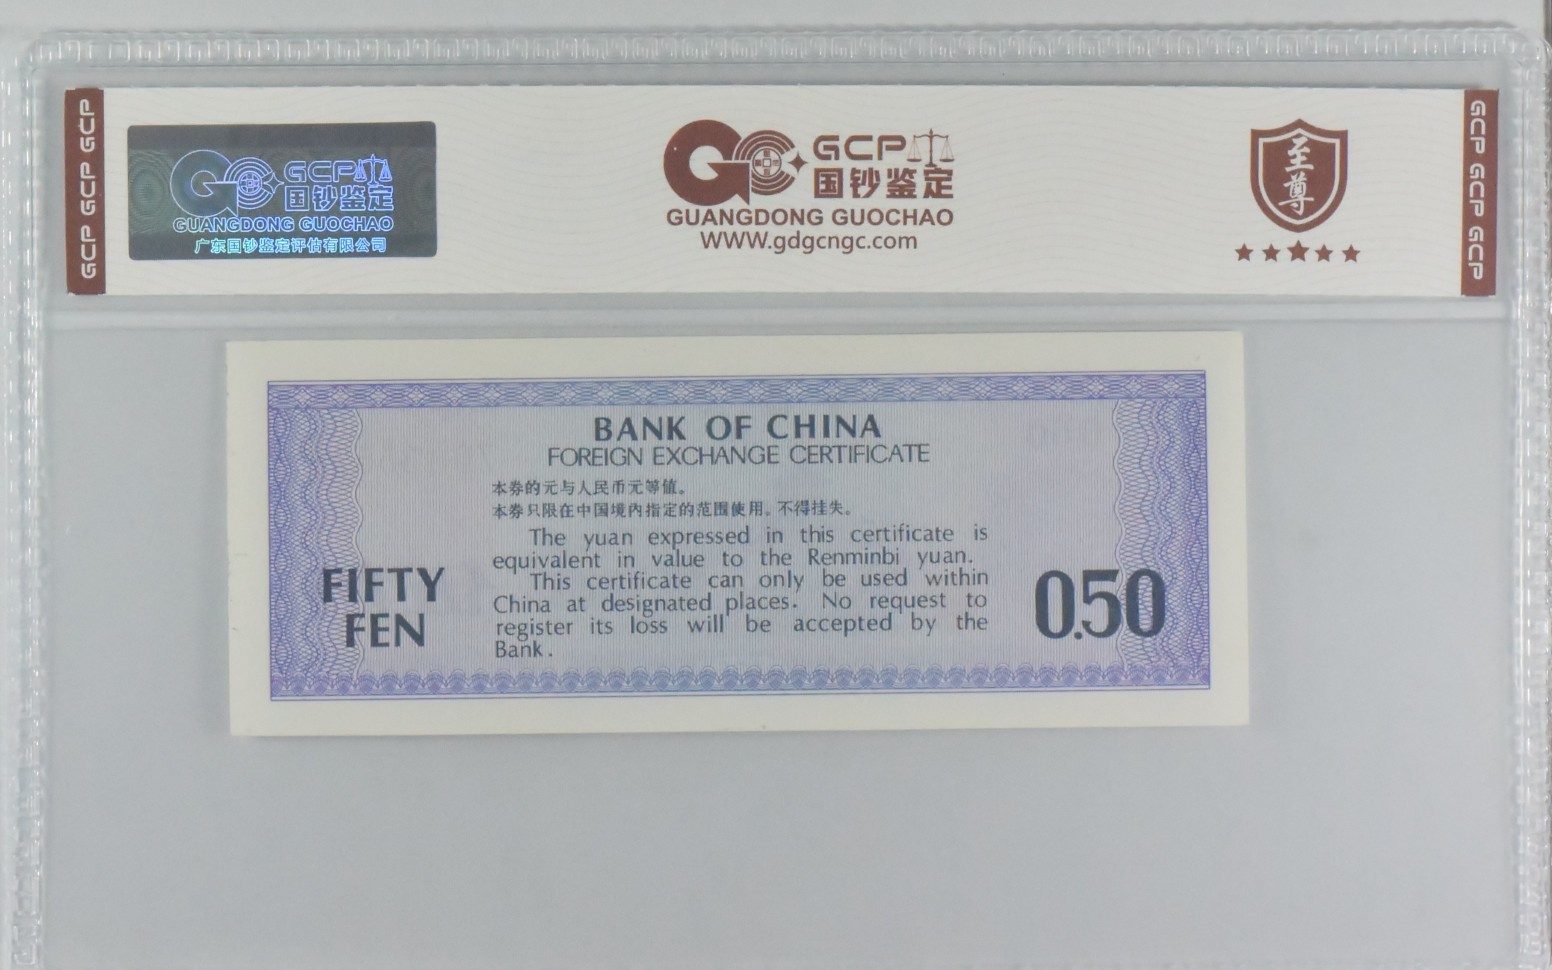 GCP GCP GCP
GCP
国钞鉴定
GUANGDONG GUOCHAO
广东国钞鉴定评估有限公司
GCP
国钞鉴定
GUANGDONG GUOCHAO
WWW.gdgcngc.com
至尊
GCP GCP GCP
BANK OF CHINA
FOREIGN EXCHANGE CERTIFICATE
本券的元与人民币元等值。
本券只限在中国境内指定的范围使用。不得挂失。
The yuan expressed in this certificate is
equivalent in value to the Renminbi yuan.
This certificate can only be used within
China at designated places. No request to
register its loss will be accepted by the
Bank.
FIFTY
FEN
0.50